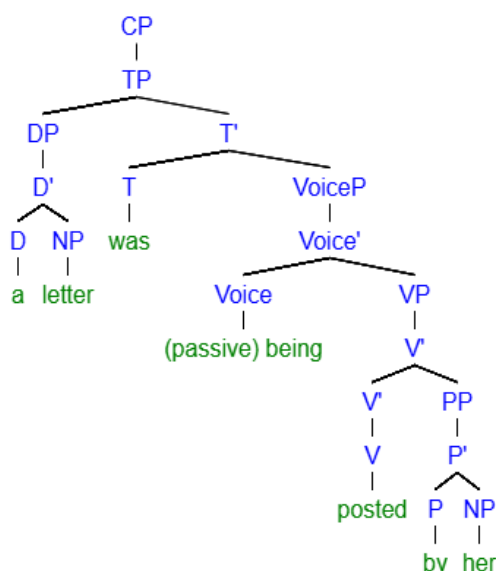 CP
TP
DP T'
D' T VoiceP
D NP was Voice'
a letter Voice VP
(passive) being V'
V' PP
V P'
posted P NP
by her